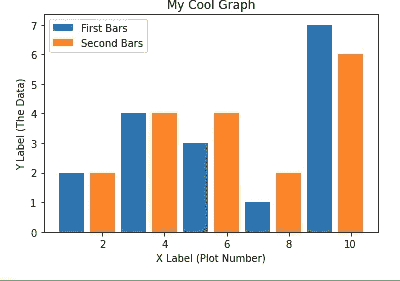 My Cool Graph
First Bars
Second Bars
Y Label (The Data)
7
6
5
4
3
2
1
0
2 4 6 8 10
X Label (Plot Number)